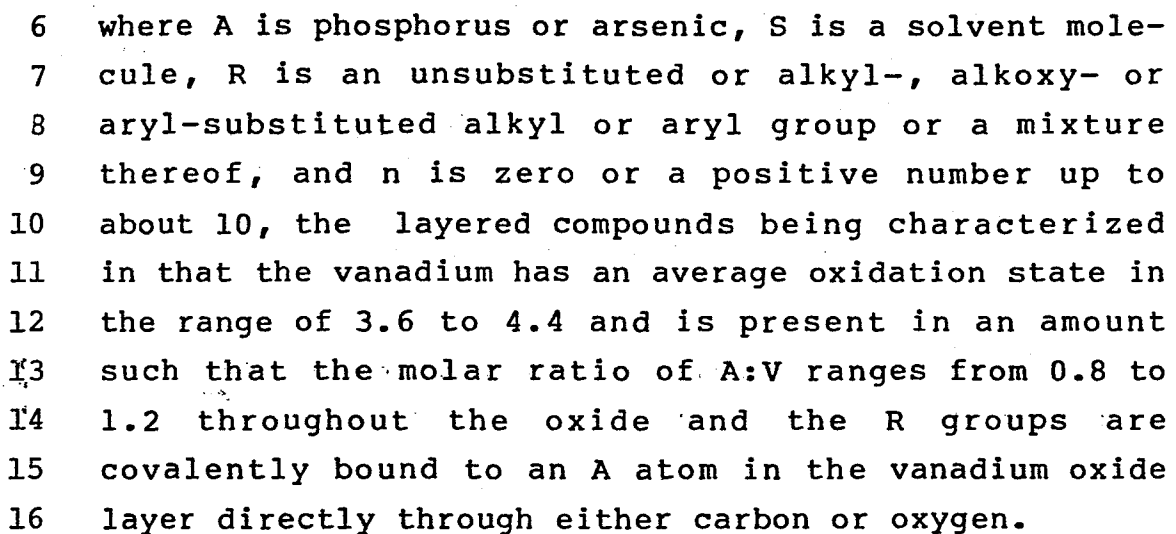 6 where A is phosphorus or arsenic, S is a solvent mole-
7 cule, R is an unsubstituted or alkyl-, alkoxy- or
8 aryl-substituted alkyl or aryl group or a mixture
9 thereof, and n is zero or a positive number up to
10 about 10, the layered compounds being characterized
11 in that the vanadium has an average oxidation state in
12 the range of 3.6 to 4.4 and is present in an amount
13 such that the molar ratio of A:V ranges from 0.8 to
14 1.2 throughout the oxide and the R groups are
15 covalently bound to an A atom in the vanadium oxide
16 layer directly through either carbon or oxygen.